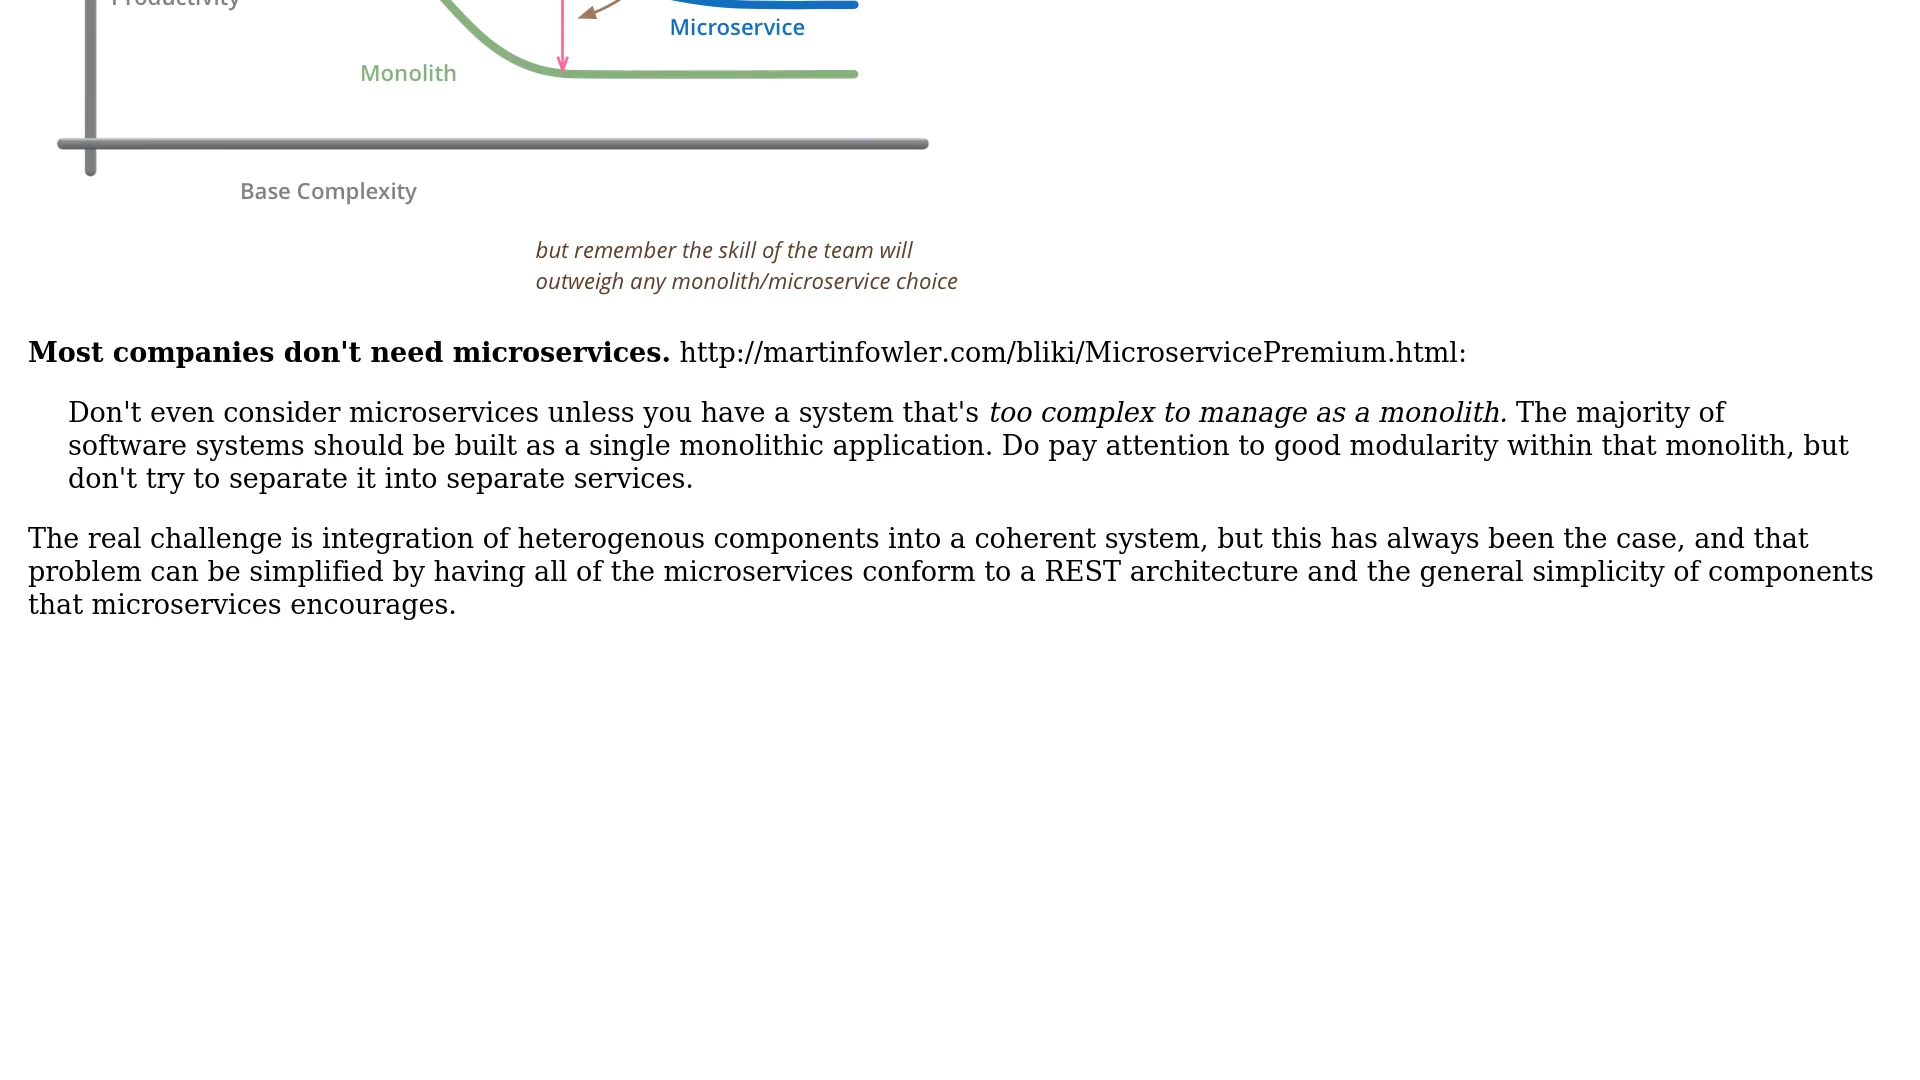 Productivity
Microservice
Monolith
Base Complexity
but remember the skill of the team will
outweigh any monolith/microservice choice
Most companies don't need microservices. http://martinfowler.com/bliki/MicroservicePremium.html:
Don't even consider microservices unless you have a system that's too complex to manage as a monolith. The majority of
software systems should be built as a single monolithic application. Do pay attention to good modularity within that monolith, but
don't try to separate it into separate services.
The real challenge is integration of heterogenous components into a coherent system, but this has always been the case, and that
problem can be simplified by having all of the microservices conform to a REST architecture and the general simplicity of components
that microservices encourages.